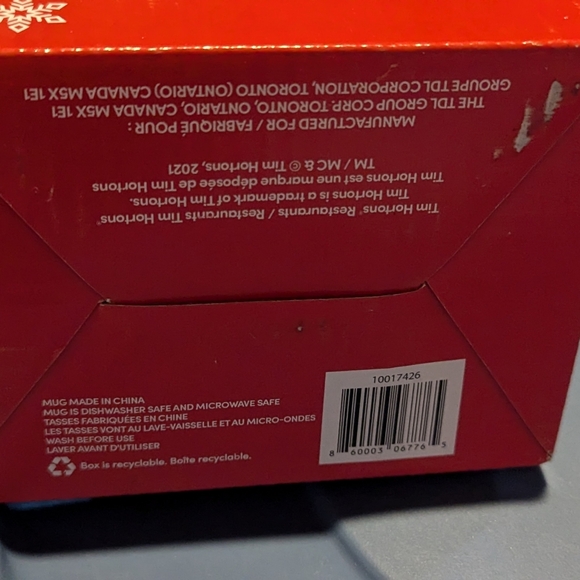 Tim Hortons® Restaurants / Restaurants Tim Hortons®
Tim Hortons is a trademark of Tim Hortons.
Tim Hortons est une marque déposée de Tim Hortons
TM / MC & © Tim Hortons, 2021
MANUFACTURED FOR / FABRIQUÉ POUR :
THE TDL GROUP CORP. TORONTO, ONTARIO, CANADA M5X 1E1
GROUPE TDL CORPORATION, TORONTO (ONTARIO) CANADA M5X 1E1
10017426
8 60003 06776 5
MUG MADE IN CHINA
MUG IS DISHWASHER SAFE AND MICROWAVE SAFE
TASSES FABRIQUÉES EN CHINE
LES TASSES VONT AU LAVE-VAISSELLE ET AU MICRO-ONDES
WASH BEFORE USE
LAVER AVANT D'UTILISER
Box is recyclable. Boîte recyclable.